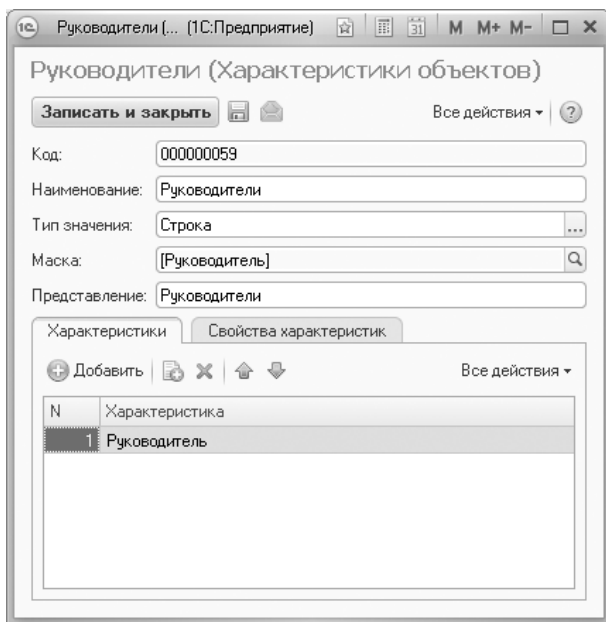 Руководители (... (1С:Предприятие) 31 M M+ M-
Руководители (Характеристики объектов)
Записать и закрыть Все действия ?
Код: 000000059
Наименование: Руководители
Тип значения: Строка ...
Маска: [Руководитель]
Представление: Руководители
Характеристики Свойства характеристик
Добавить Все действия
N Характеристика
1 Руководитель